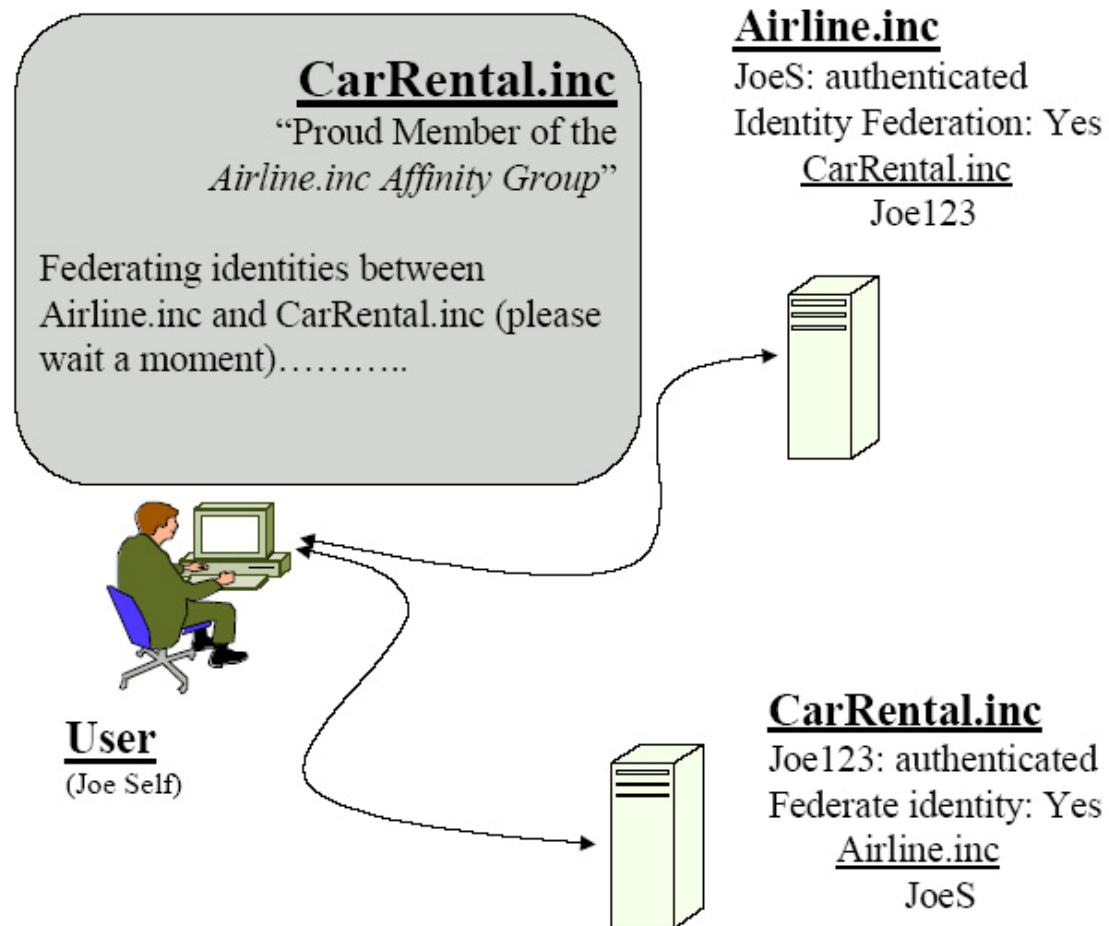 CarRental.inc
“Proud Member of the
Airline.inc Affinity Group”
Federating identities between
Airline.inc and CarRental.inc (please
wait a moment)………..
Airline.inc
JoeS: authenticated
Identity Federation: Yes
CarRental.inc
Joe123
User
(Joe Self)
CarRental.inc
Joe123: authenticated
Federate identity: Yes
Airline.inc
JoeS